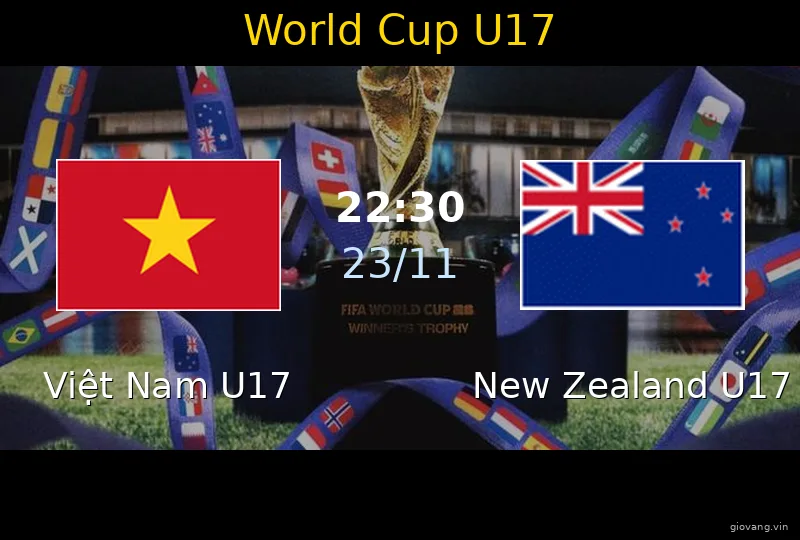 World Cup U17
22:30
23/11
FIFA WORLD CUP
WINNER'S TROPHY
Việt Nam U17
New Zealand U17
giovang.vin